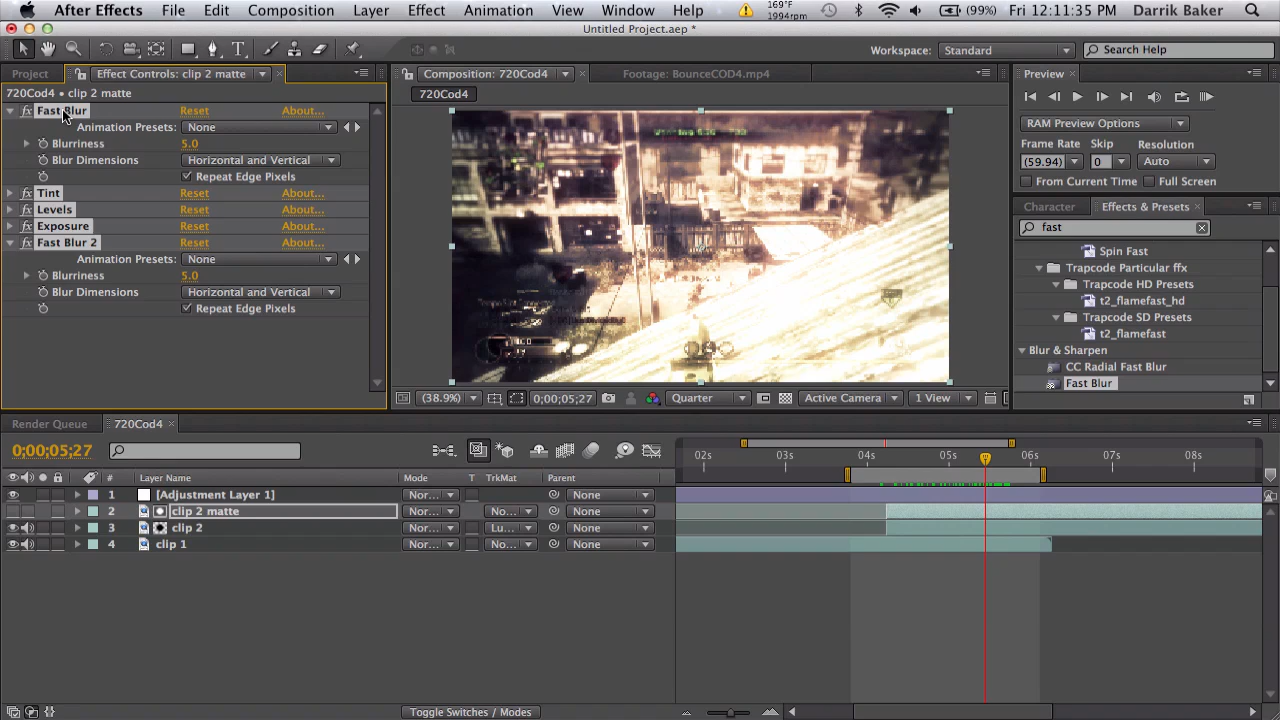 After Effects File Edit Composition Layer Effect Animation View Window Help 169°F 1994rpm (99%) Fri 12:11:35 PM Darrik Baker
Untitled Project.aep *
T Workspace: Standard Search Help
Project Effect Controls: clip 2 matte Composition: 720Cod4 Footage: BounceCOD4.mp4 Preview
720Cod4 • clip 2 matte 720Cod4
fx Fast Blur Reset About...
Animation Presets: None RAM Preview Options
Blurriness 5.0 Frame Rate Skip Resolution
Blur Dimensions Horizontal and Vertical (59.94) 0 Auto
Repeat Edge Pixels From Current Time Full Screen
fx Tint Reset About...
fx Levels Reset About... Character Effects & Presets
fx Exposure Reset About... fast
fx Fast Blur 2 Reset About... Spin Fast
Animation Presets: None Trapcode Particular ffx
Blurriness 5.0 Trapcode HD Presets
Blur Dimensions Horizontal and Vertical t2_flamefast_hd
Repeat Edge Pixels Trapcode SD Presets
t2_flamefast
Blur & Sharpen
CC Radial Fast Blur
Fast Blur
(38.9%) 0;00;05;27 Quarter Active Camera 1 View
Render Queue 720Cod4
0;00;05;27 02s 03s 04s 05s 06s 07s 08s
# Layer Name Mode T TrkMat Parent
1 [Adjustment Layer 1] Nor... None
2 clip 2 matte Nor... No... None
3 clip 2 Nor... Lu... None
4 clip 1 Nor... No... None
Toggle Switches / Modes